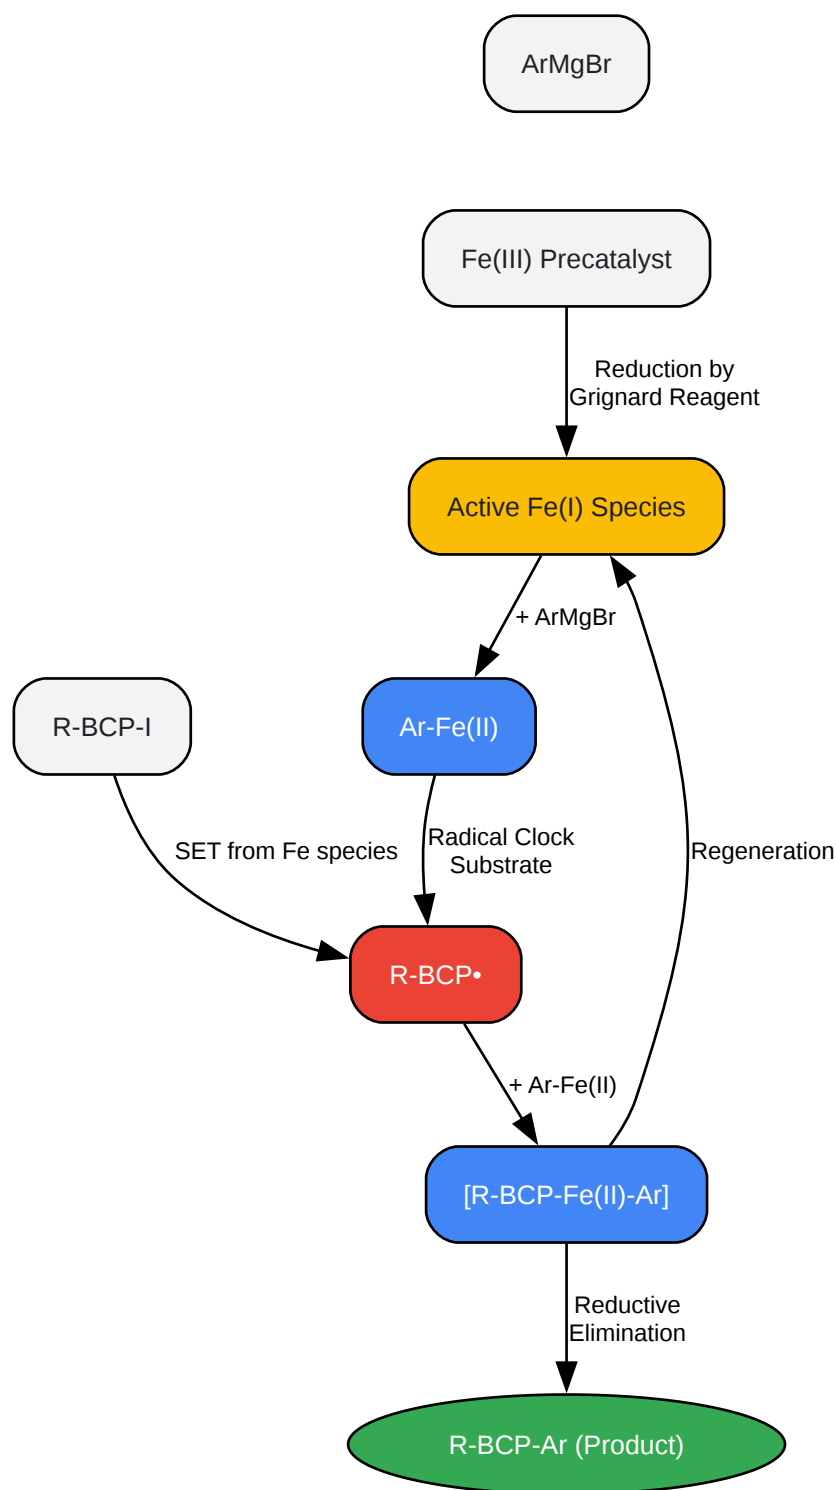 ArMgBr
Fe(III) Precatalyst
Reduction by
Grignard Reagent
Active Fe(I) Species
+ ArMgBr
R-BCP-I
Ar-Fe(II)
SET from Fe species
Radical Clock
Substrate
Regeneration
R-BCP•
+ Ar-Fe(II)
[R-BCP-Fe(II)-Ar]
Reductive
Elimination
R-BCP-Ar (Product)